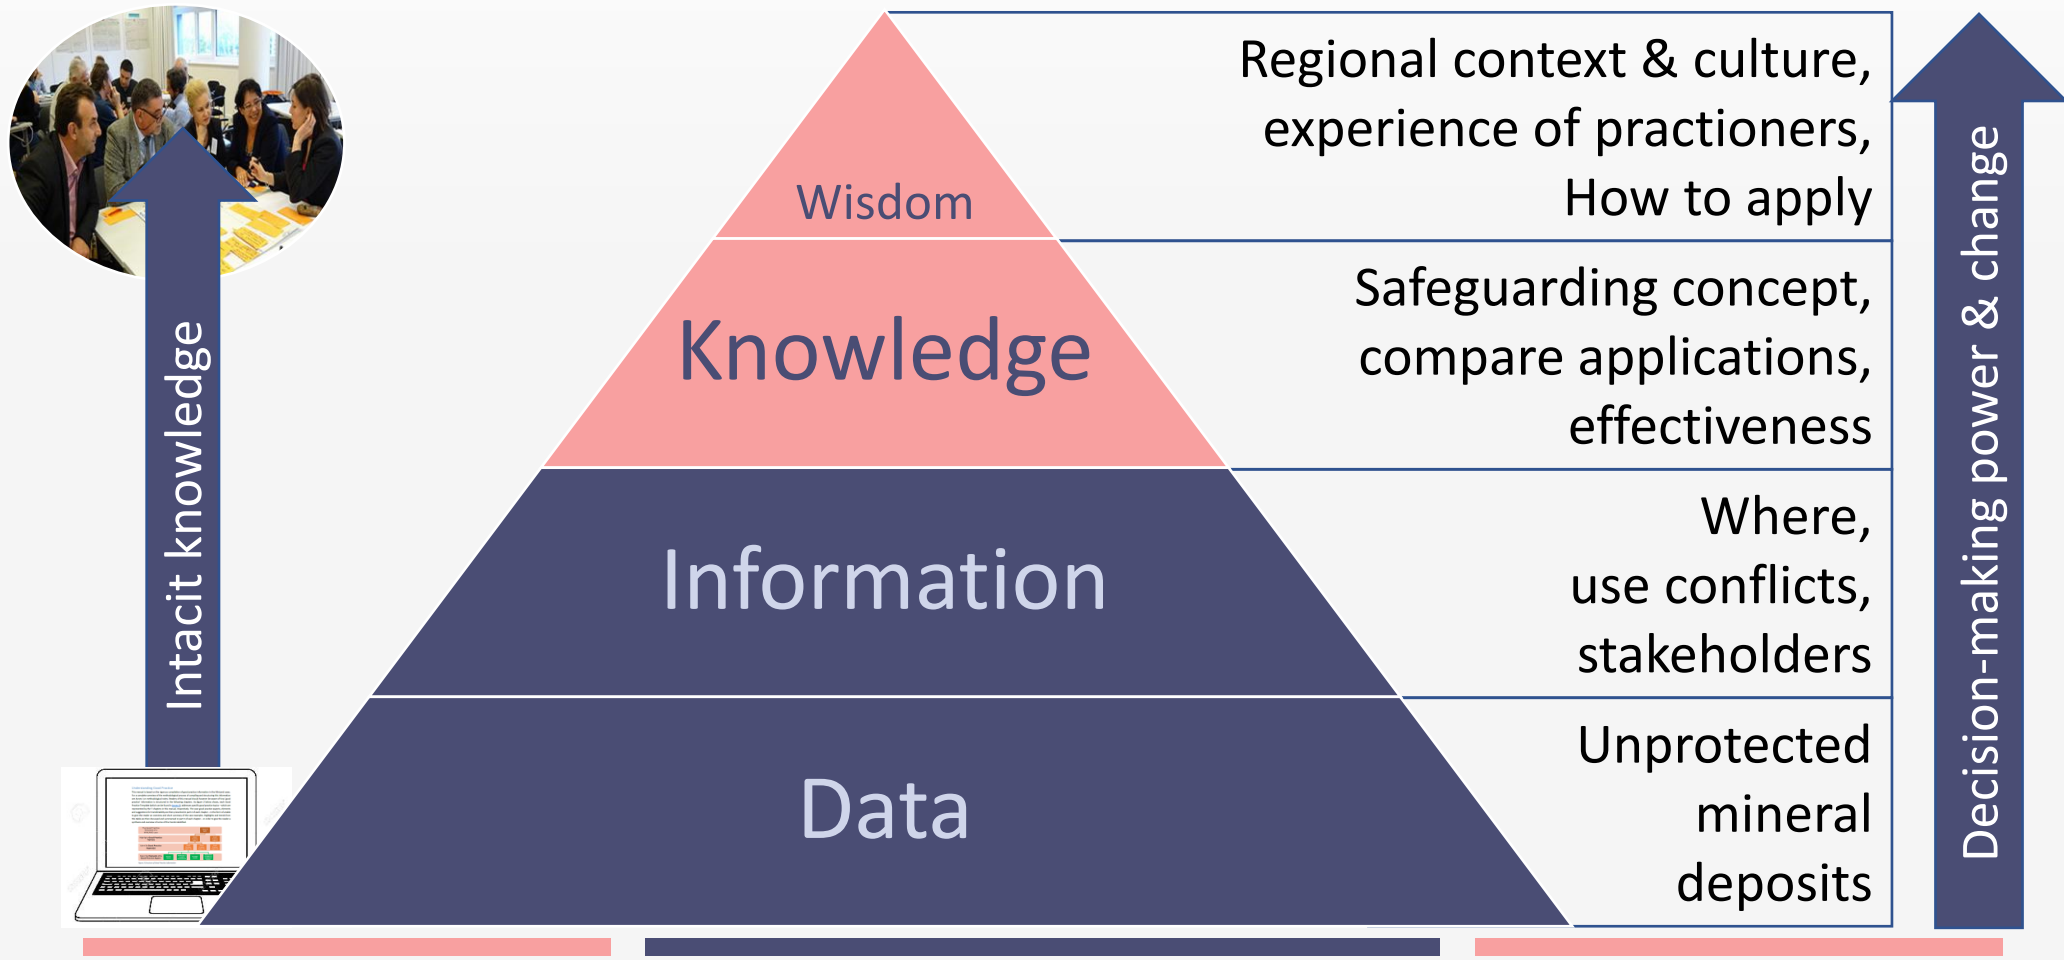 Wisdom
Knowledge
Information
Data
Regional context & culture,
experience of practioners,
How to apply
Safeguarding concept,
compare applications,
effectiveness
Where,
use conflicts,
stakeholders
Unprotected
mineral
deposits
Intacit knowledge
Decision-making power & change